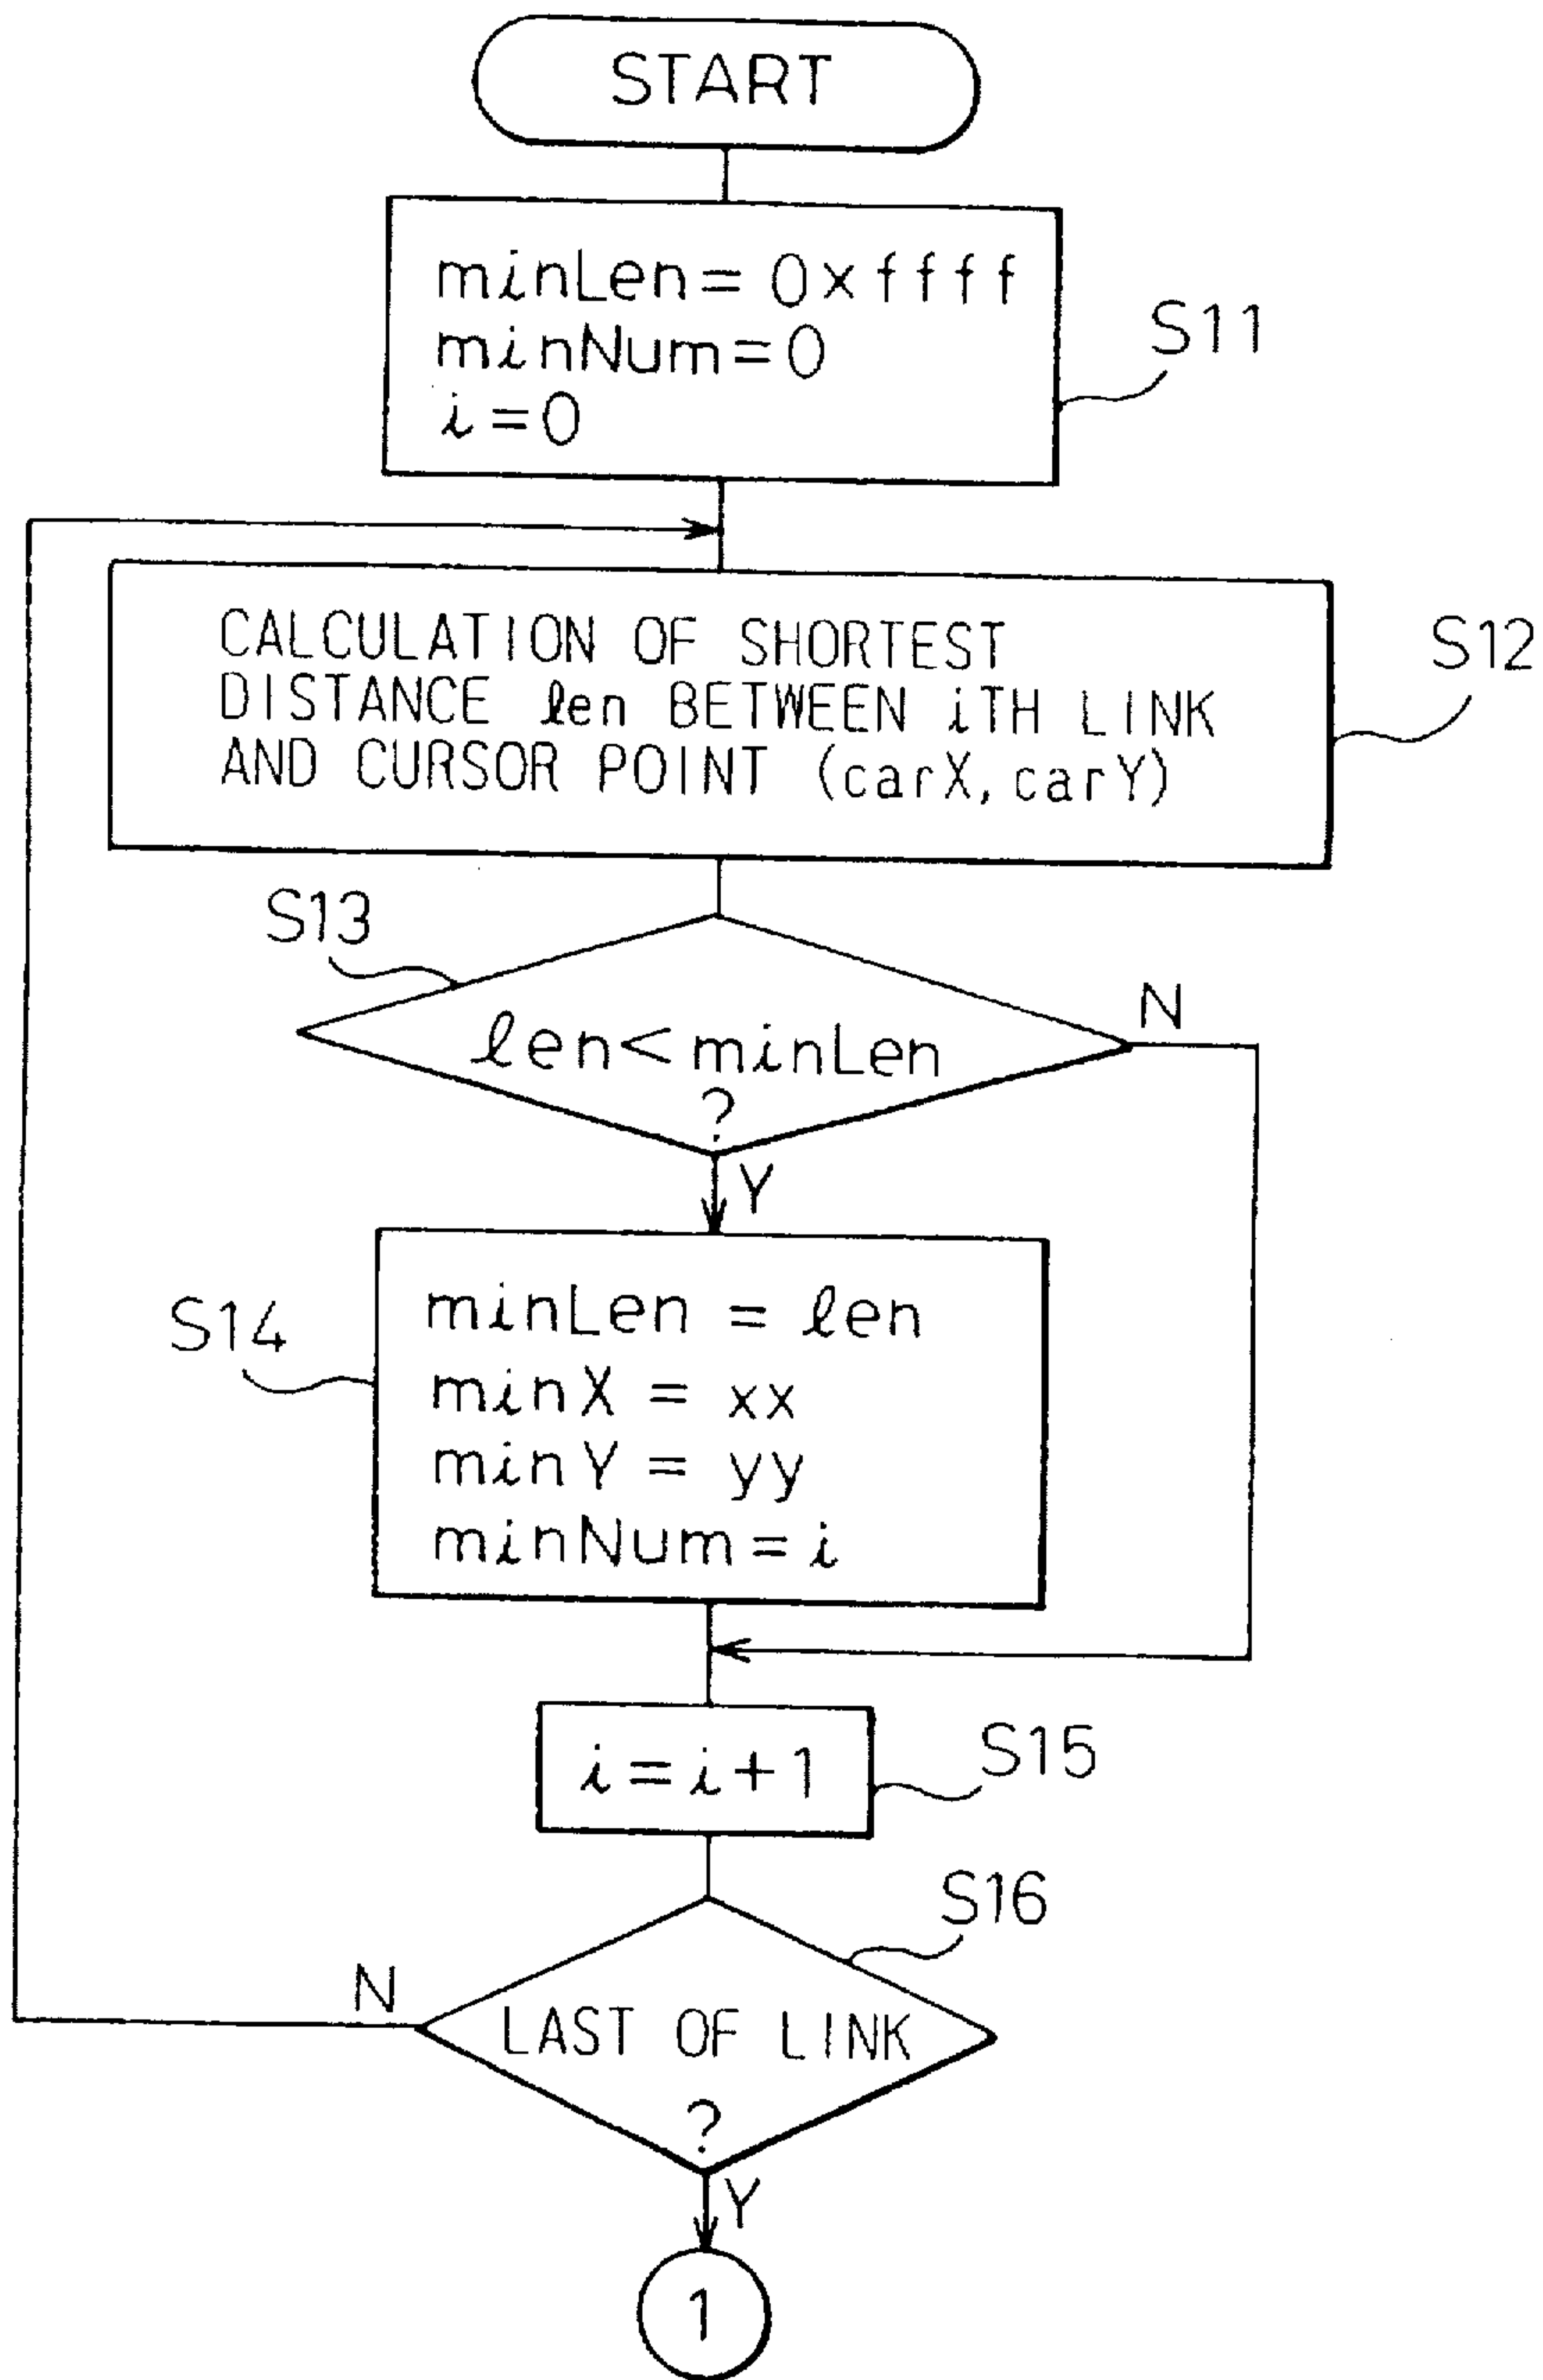 START
minLen = 0xffff
minNum = 0
i = 0
S11
CALCULATION OF SHORTEST
DISTANCE len BETWEEN iTH LINK
AND CURSOR POINT (carX, carY)
S12
S13
len < minLen
?
N
Y
S14
minLen = len
minX = xx
minY = yy
minNum = i
i = i + 1
S15
S16
LAST OF LINK
?
N
Y
1